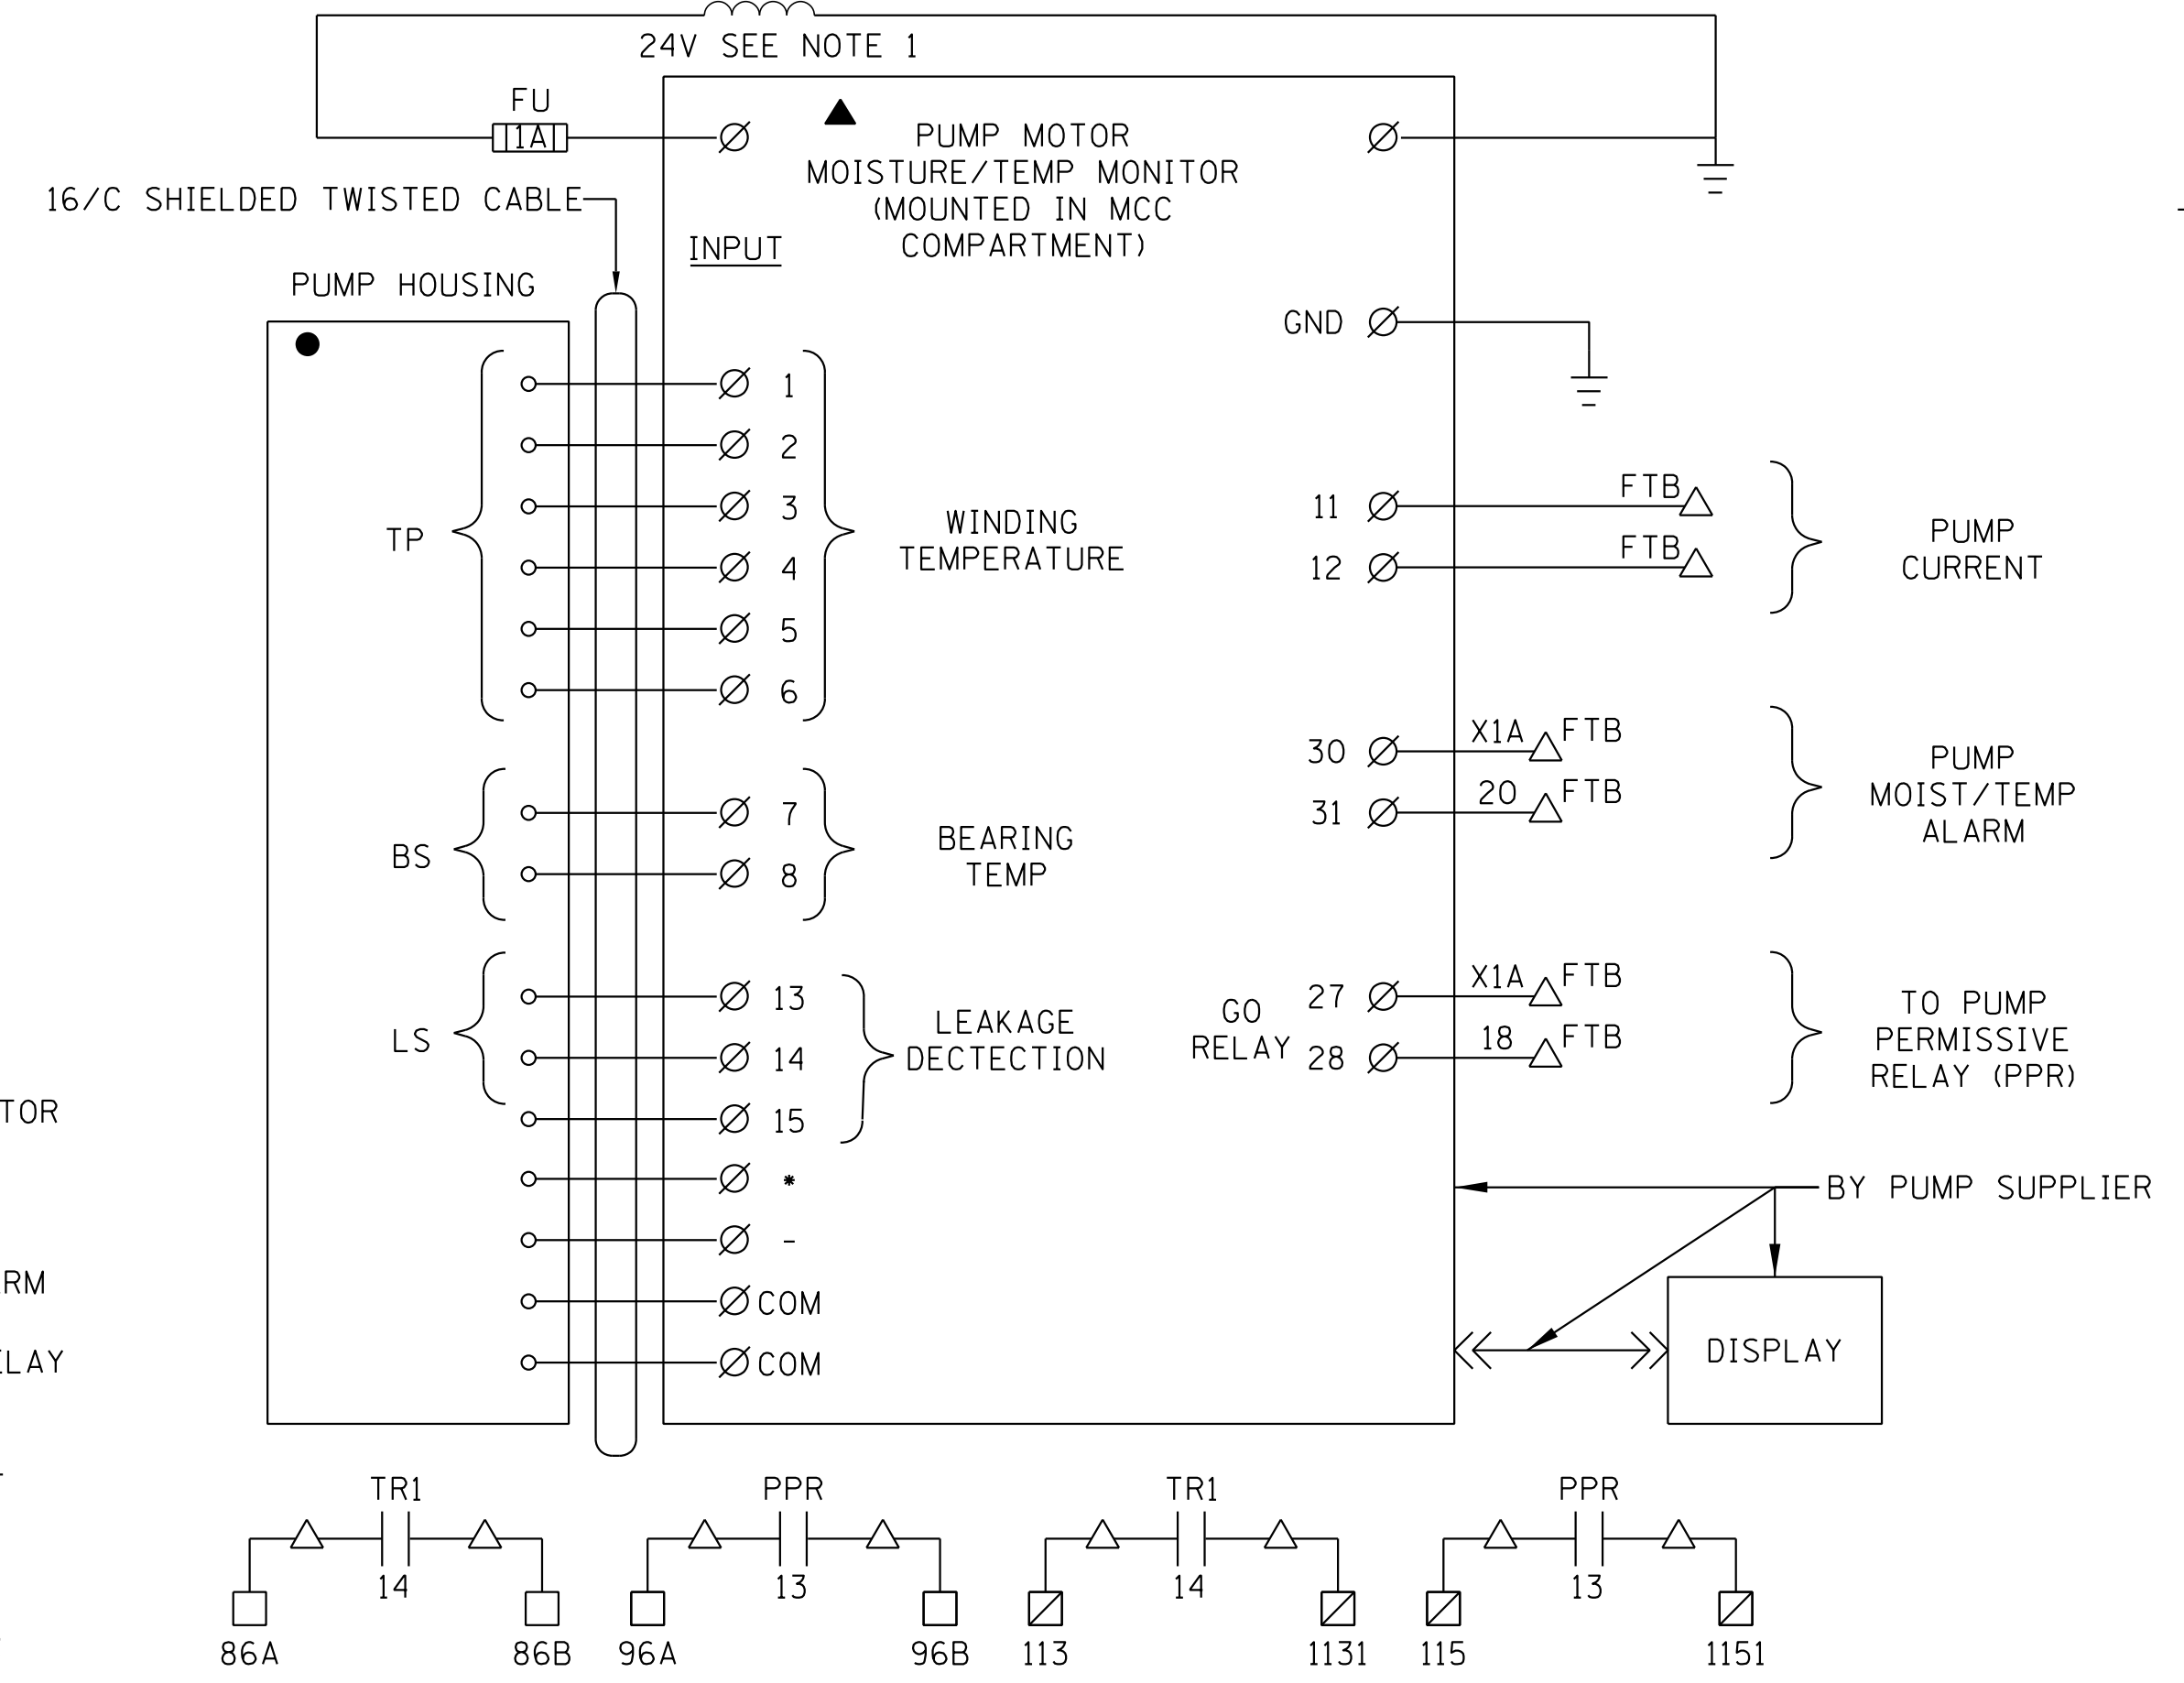 24V SEE NOTE 1
FU
1A
PUMP MOTOR
MOISTURE/TEMP MONITOR
(MOUNTED IN MCC
COMPARTMENT)
16/C SHIELDED TWISTED CABLE
INPUT
PUMP HOUSING
GND
TP
1
2
3
4
5
6
WINDING
TEMPERATURE
11
FTB
12
FTB
PUMP
CURRENT
30
X1A
FTB
31
20
FTB
PUMP
MOIST/TEMP
ALARM
BS
7
8
BEARING
TEMP
LS
13
14
15
*
-
COM
COM
LEAKAGE
DECTECTION
GO
RELAY
27
X1A
FTB
28
18
FTB
TO PUMP
PERMISSIVE
RELAY (PPR)
TOR
RM
LAY
BY PUMP SUPPLIER
DISPLAY
TR1
14
86A
86B
PPR
13
96A
96B
TR1
14
113
1131
PPR
13
115
1151